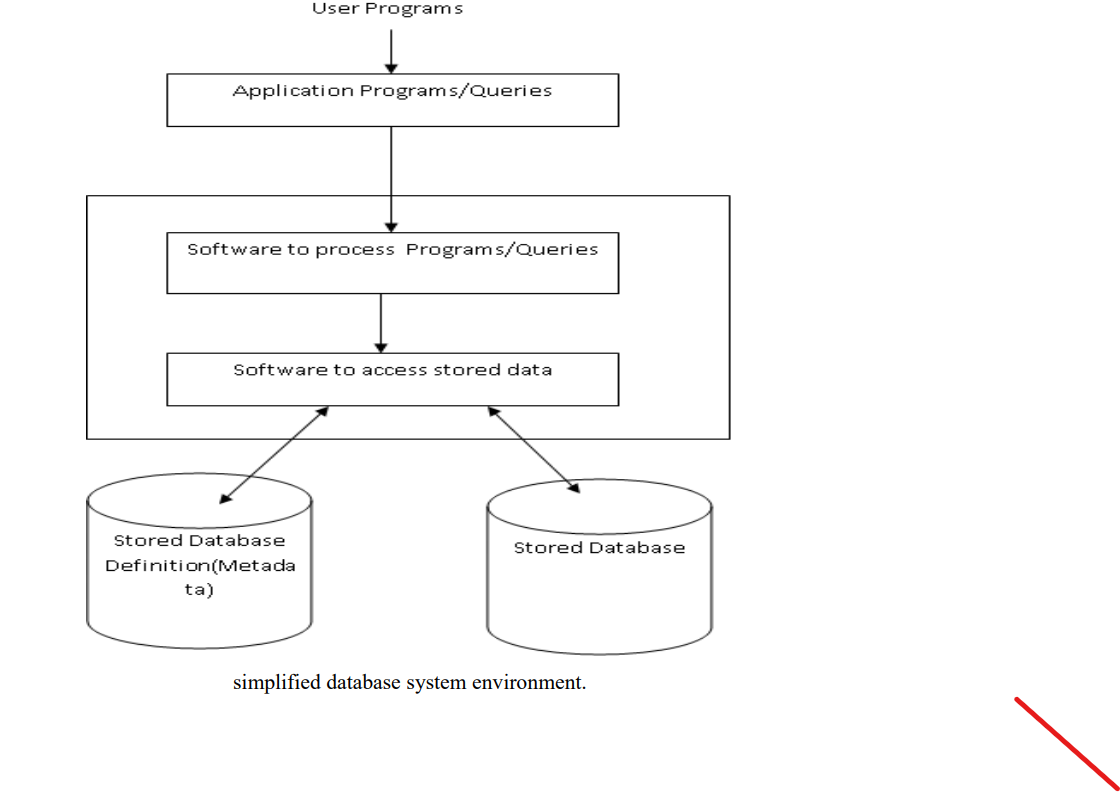 User Programs
Application Programs/Queries
Software to process Programs/Queries
Software to access stored data
Stored Database
Definition(Metada
ta)
Stored Database
simplified database system environment.